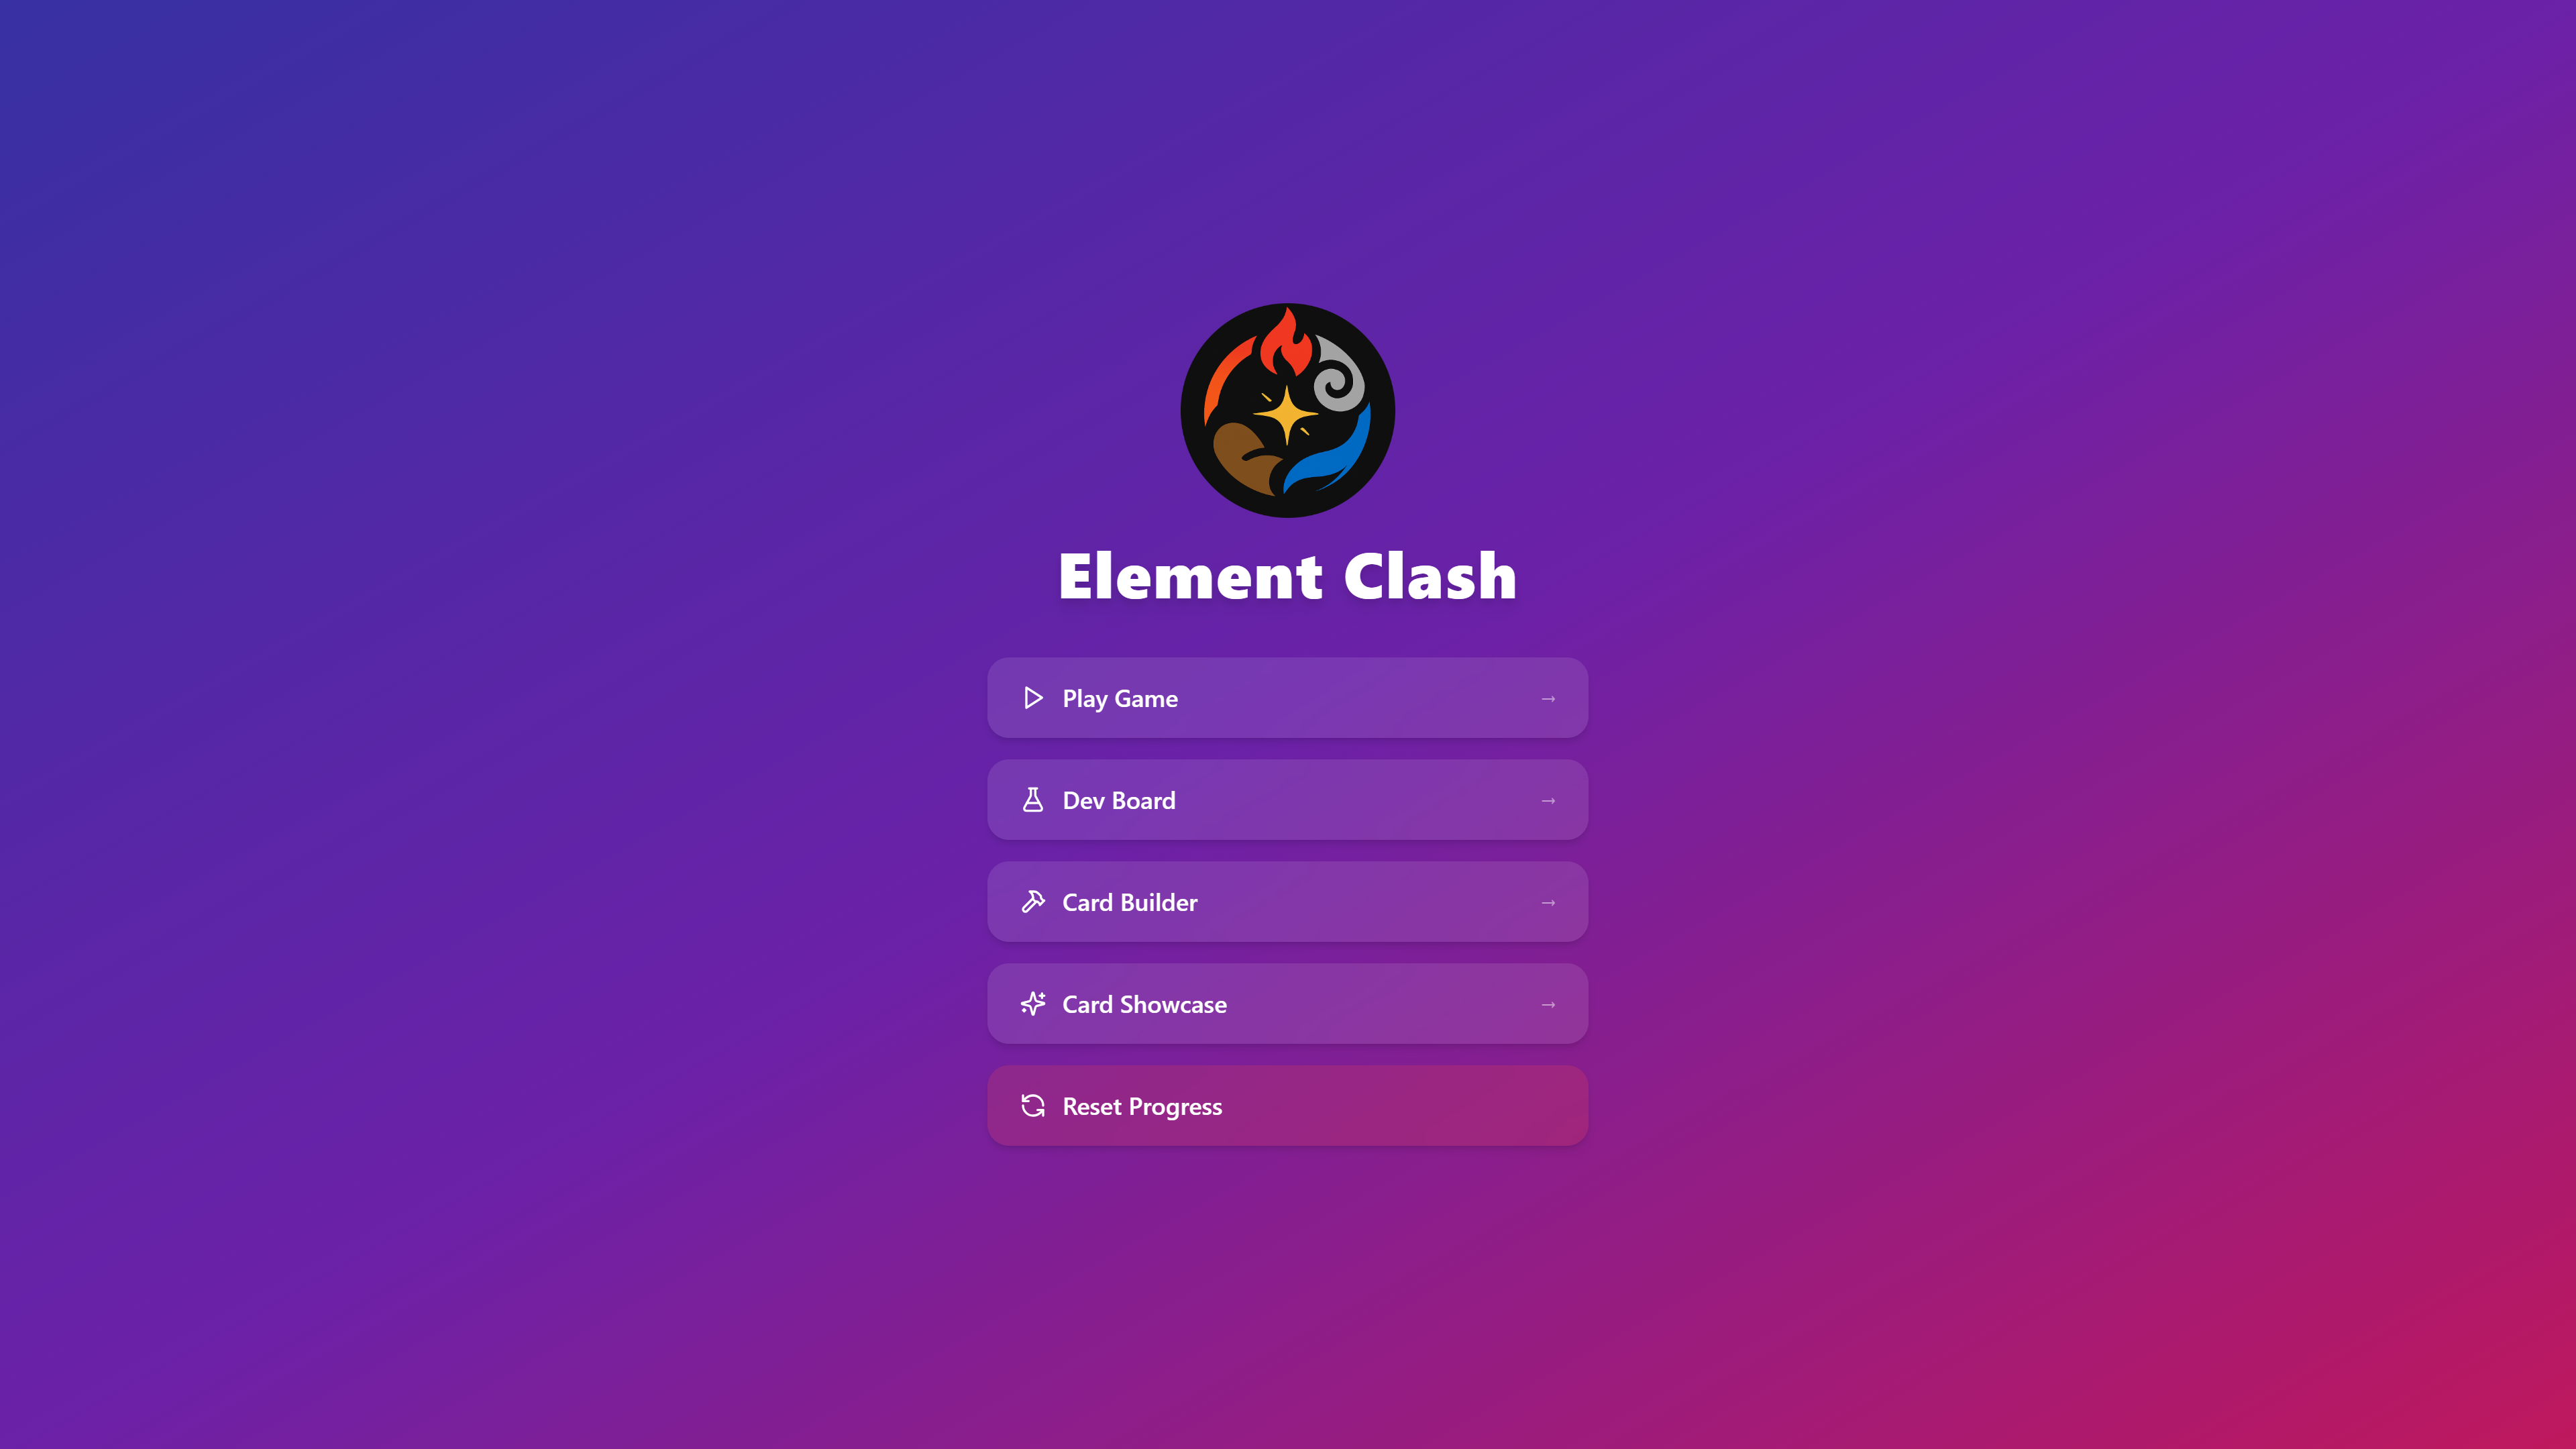 Element Clash
Play Game →
Dev Board →
Card Builder →
Card Showcase →
Reset Progress